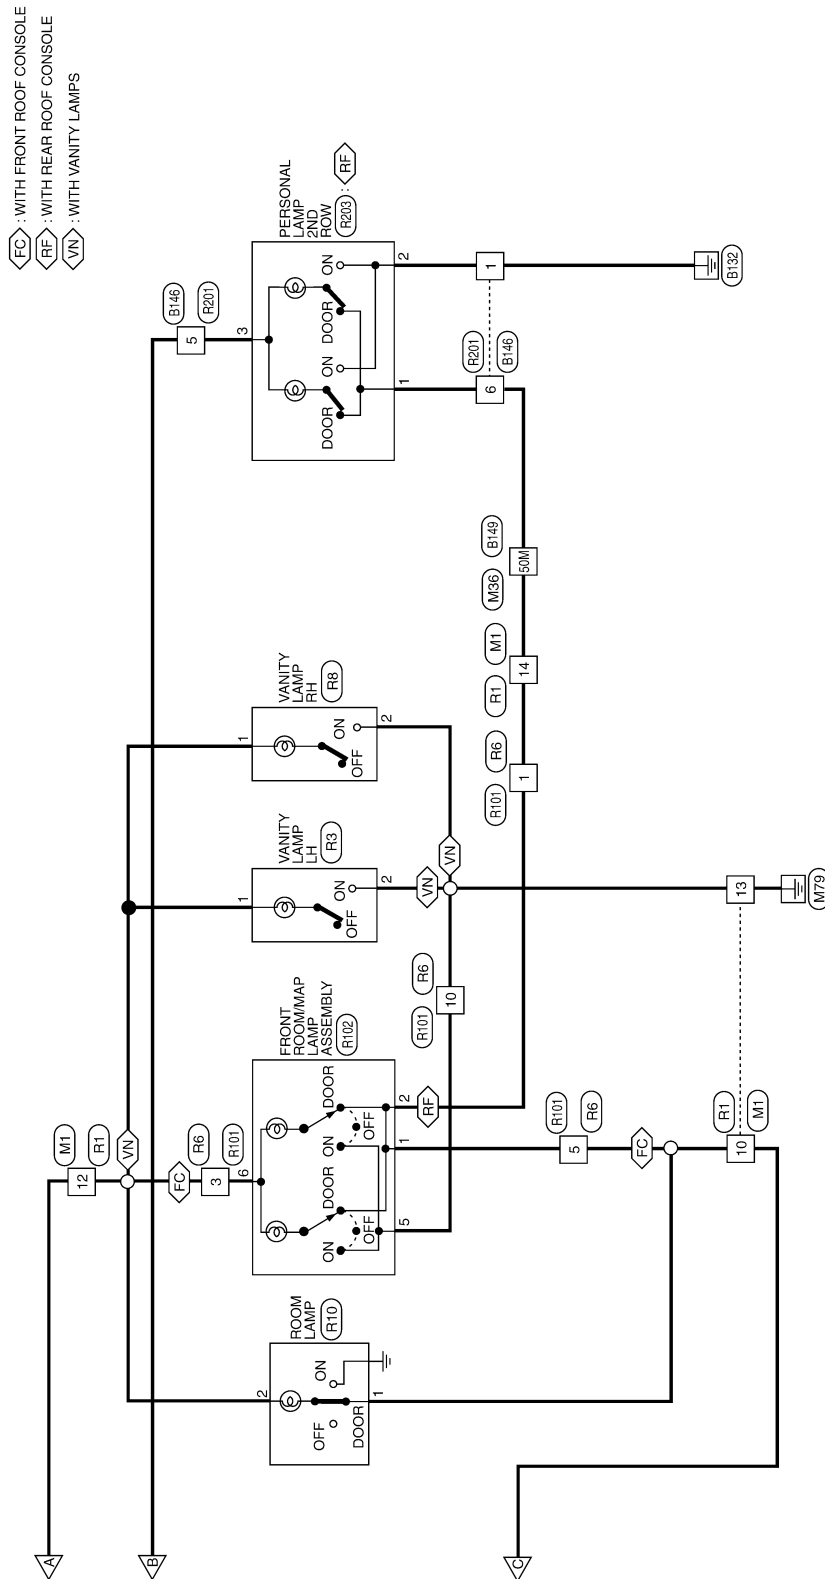 FC : WITH FRONT ROOF CONSOLE
RF : WITH REAR ROOF CONSOLE
VN : WITH VANITY LAMPS
A
B
C
M1
12
R1
VN
FC
R6
3
R101
6
B146
5
R201
3
ROOM
LAMP
R10
2
OFF
ON
DOOR
1
FRONT
ROOM/MAP
LAMP
ASSEMBLY
R102
ON
OFF
DOOR
ON
OFF
DOOR
5
1
2
RF
VANITY
LAMP
LH
R3
1
ON
OFF
2
VN
VANITY
LAMP
RH
R8
1
ON
OFF
2
VN
PERSONAL
LAMP
2ND
ROW
R203 : RF
DOOR
ON
DOOR
ON
1
2
R101
10
R6
R101
1
R6
R1
14
M1
M36
50M
B149
R201
6
B146
1
B132
R101
5
R6
FC
R1
10
M1
13
M79